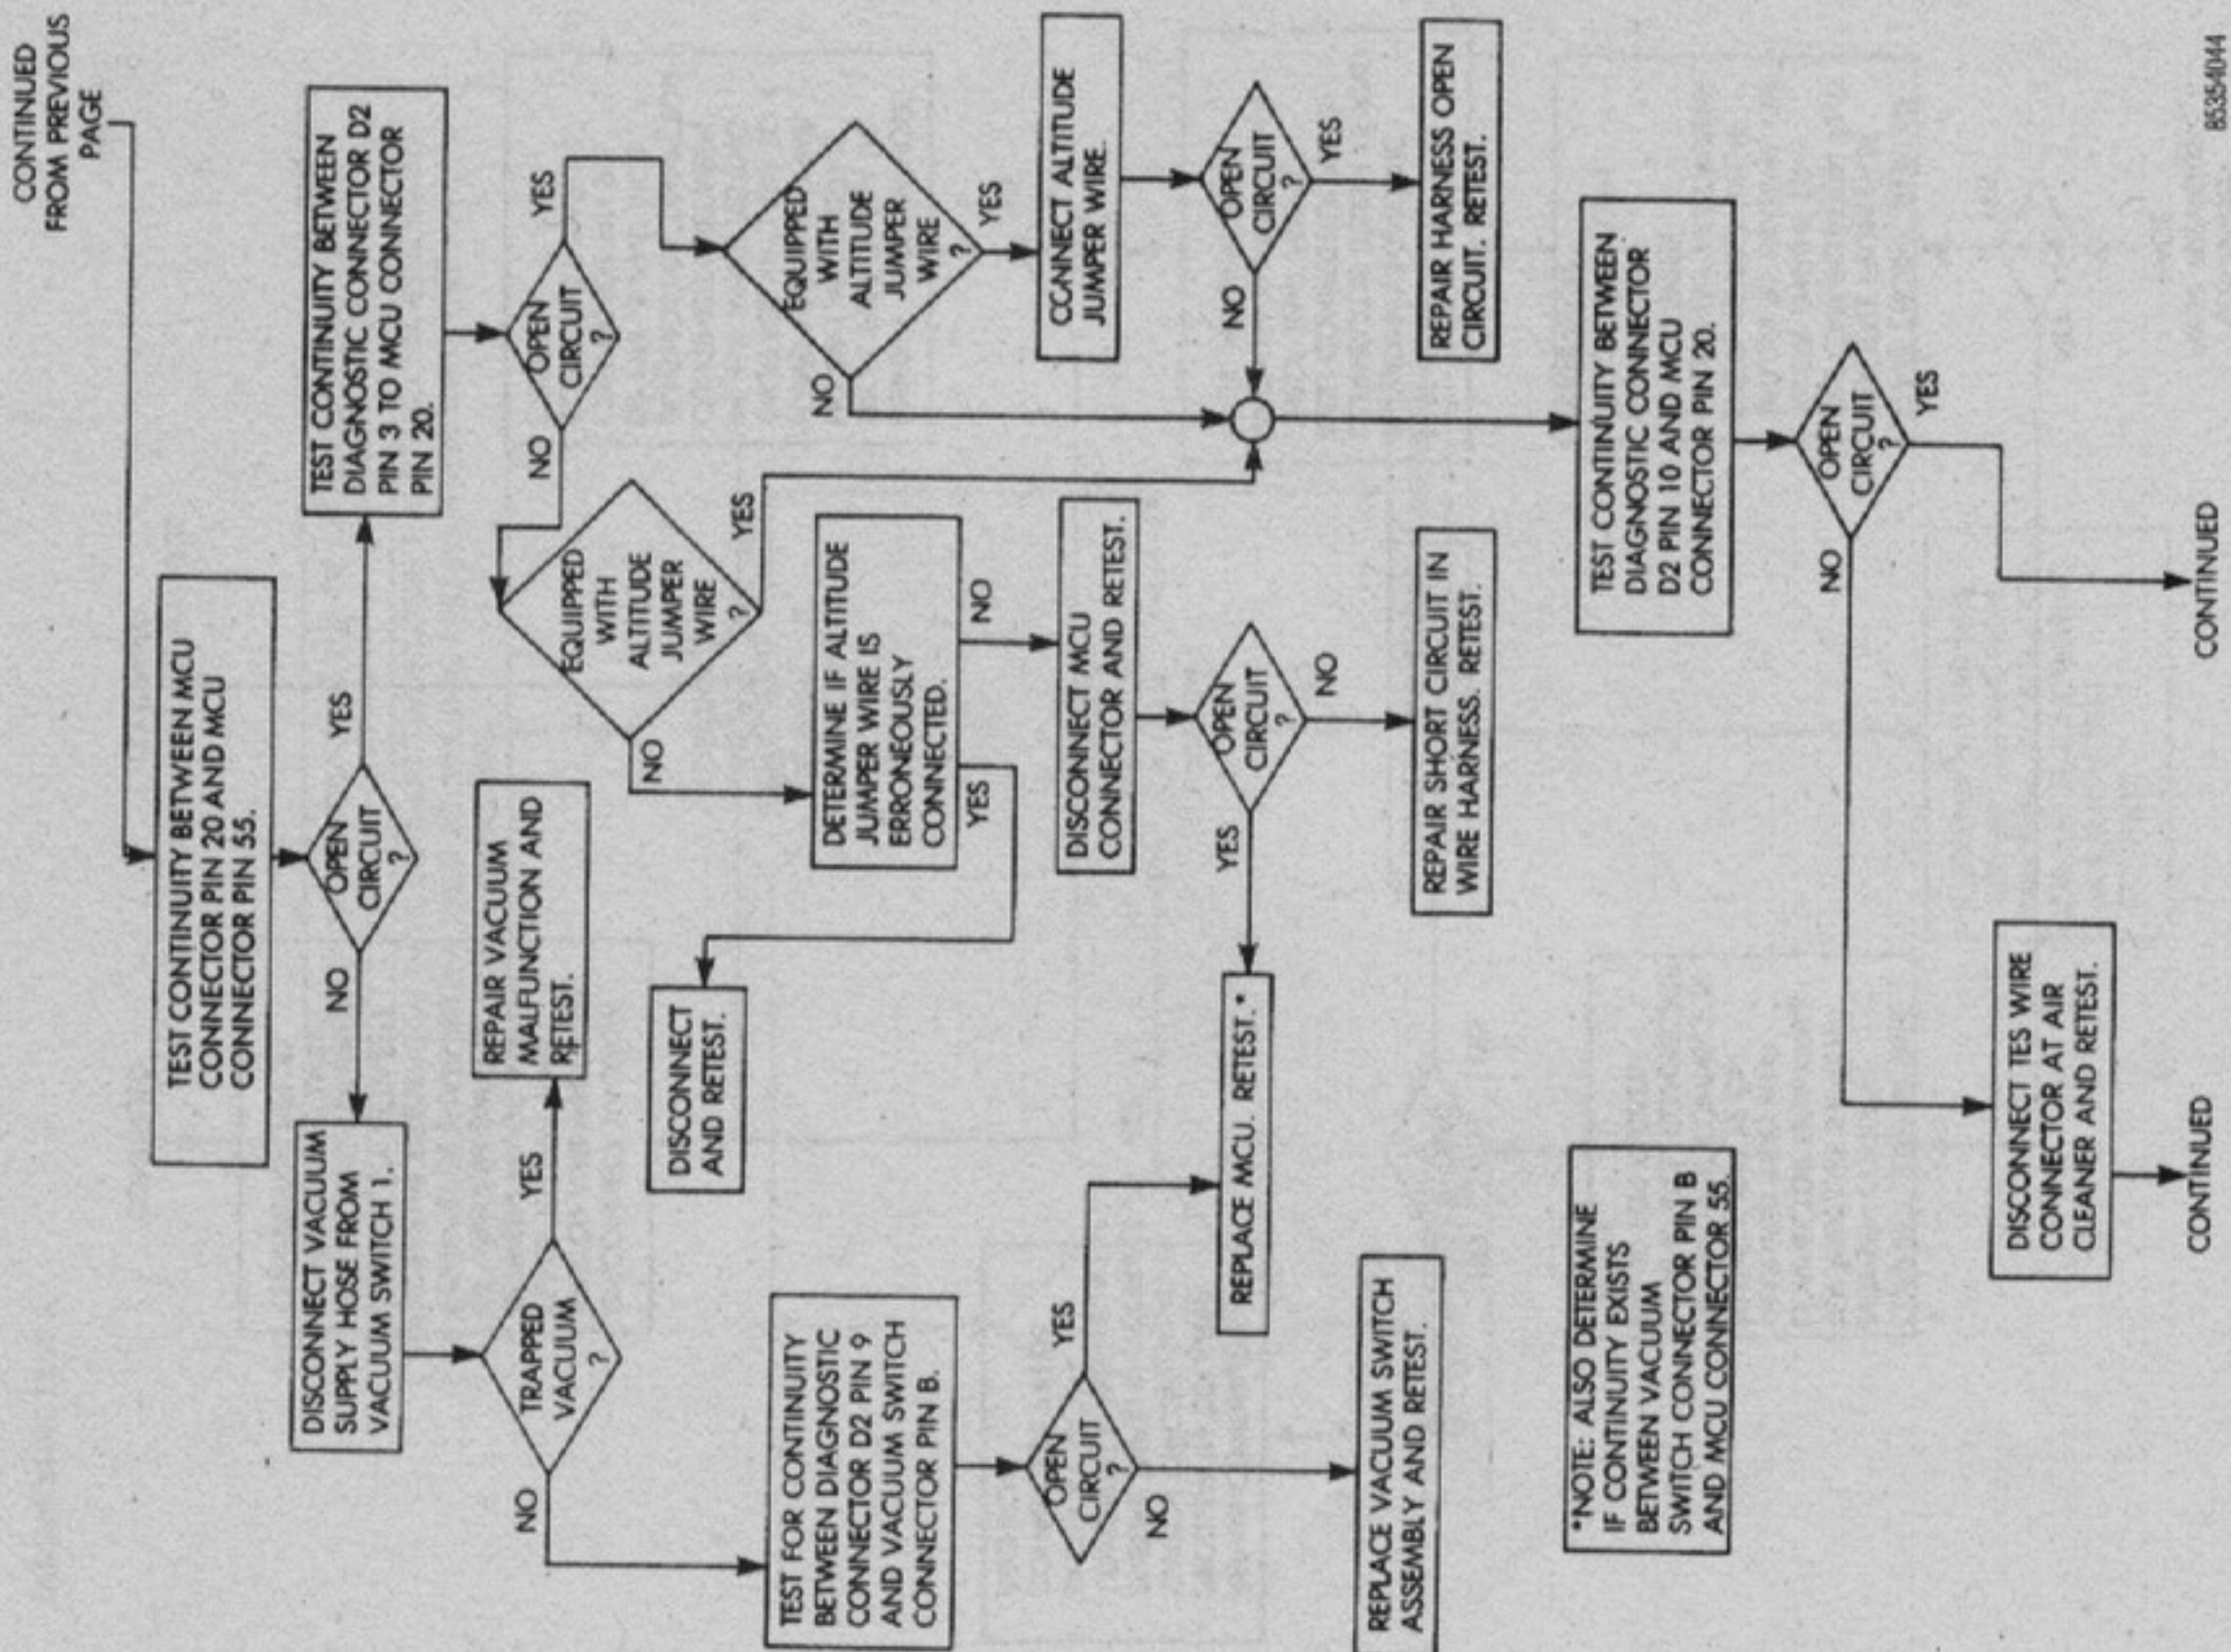 CONTINUED
FROM PREVIOUS
PAGE
TEST CONTINUITY BETWEEN MCU
CONNECTOR PIN 20 AND MCU
CONNECTOR PIN 55.
OPEN
CIRCUIT
?
NO
YES
DISCONNECT VACUUM
SUPPLY HOSE FROM
VACUUM SWITCH 1.
TEST CONTINUITY BETWEEN
DIAGNOSTIC CONNECTOR D2
PIN 3 TO MCU CONNECTOR
PIN 20.
TRAPPED
VACUUM
?
NO
YES
REPAIR VACUUM
MALFUNCTION AND
RETEST.
OPEN
CIRCUIT
?
NO
YES
EQUIPPED
WITH
ALTITUDE
JUMPER
WIRE
?
NO
YES
EQUIPPED
WITH
ALTITUDE
JUMPER
WIRE
?
NO
YES
DISCONNECT
AND RETEST.
DETERMINE IF ALTITUDE
JUMPER WIRE IS
ERRONEOUSLY
CONNECTED.
YES
NO
CONNECT ALTITUDE
JUMPER WIRE.
TEST FOR CONTINUITY
BETWEEN DIAGNOSTIC
CONNECTOR D2 PIN 9
AND VACUUM SWITCH
CONNECTOR PIN B.
OPEN
CIRCUIT
?
YES
NO
DISCONNECT MCU
CONNECTOR AND RETEST.
OPEN
CIRCUIT
?
YES
NO
OPEN
CIRCUIT
?
NO
YES
REPLACE MCU. RETEST.*
REPLACE VACUUM SWITCH
ASSEMBLY AND RETEST.
REPAIR SHORT CIRCUIT IN
WIRE HARNESS. RETEST.
REPAIR HARNESS OPEN
CIRCUIT. RETEST.
*NOTE: ALSO DETERMINE
IF CONTINUITY EXISTS
BETWEEN VACUUM
SWITCH CONNECTOR PIN B
AND MCU CONNECTOR 55.
TEST CONTINUITY BETWEEN
DIAGNOSTIC CONNECTOR
D2 PIN 10 AND MCU
CONNECTOR PIN 20.
OPEN
CIRCUIT
?
NO
YES
DISCONNECT TES WIRE
CONNECTOR AT AIR
CLEANER AND RETEST.
CONTINUED
CONTINUED
85354044